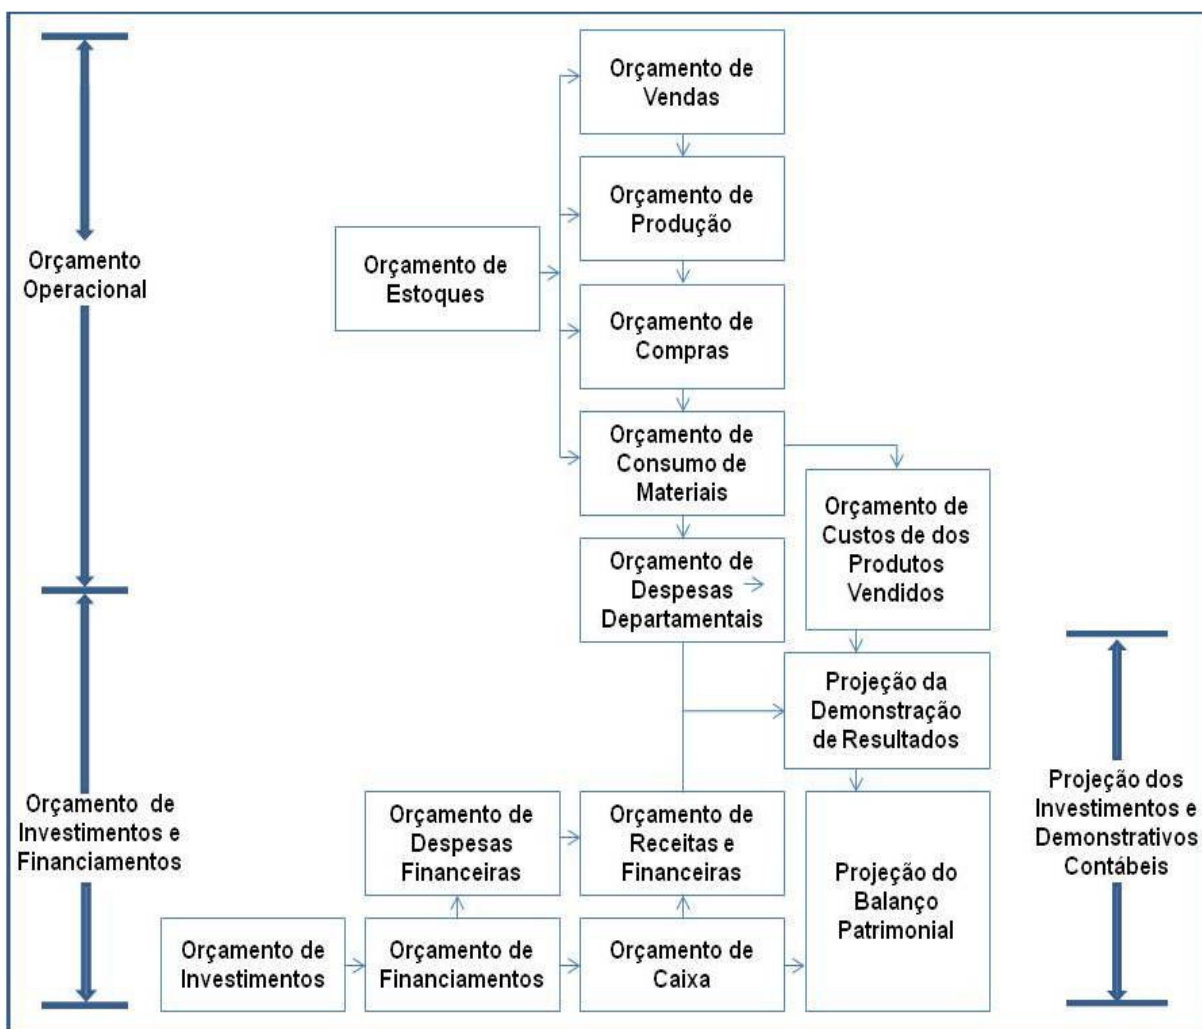 Orçamento de
Vendas
Orçamento de
Produção
Orçamento
Operacional
Orçamento de
Estoques
Orçamento de
Compras
Orçamento de
Consumo de
Materiais
Orçamento de
Custos de dos
Produtos
Vendidos
Orçamento de
Despesas
Departamentais
Projeção da
Demonstração
de Resultados
Orçamento de
Investimentos e
Financiamentos
Orçamento de
Despesas
Financeiras
Orçamento de
Receitas e
Financeiras
Projeção do
Balanço
Patrimonial
Projeção dos
Investimentos e
Demonstrativos
Contábeis
Orçamento de
Investimentos
Orçamento de
Financiamentos
Orçamento de
Caixa